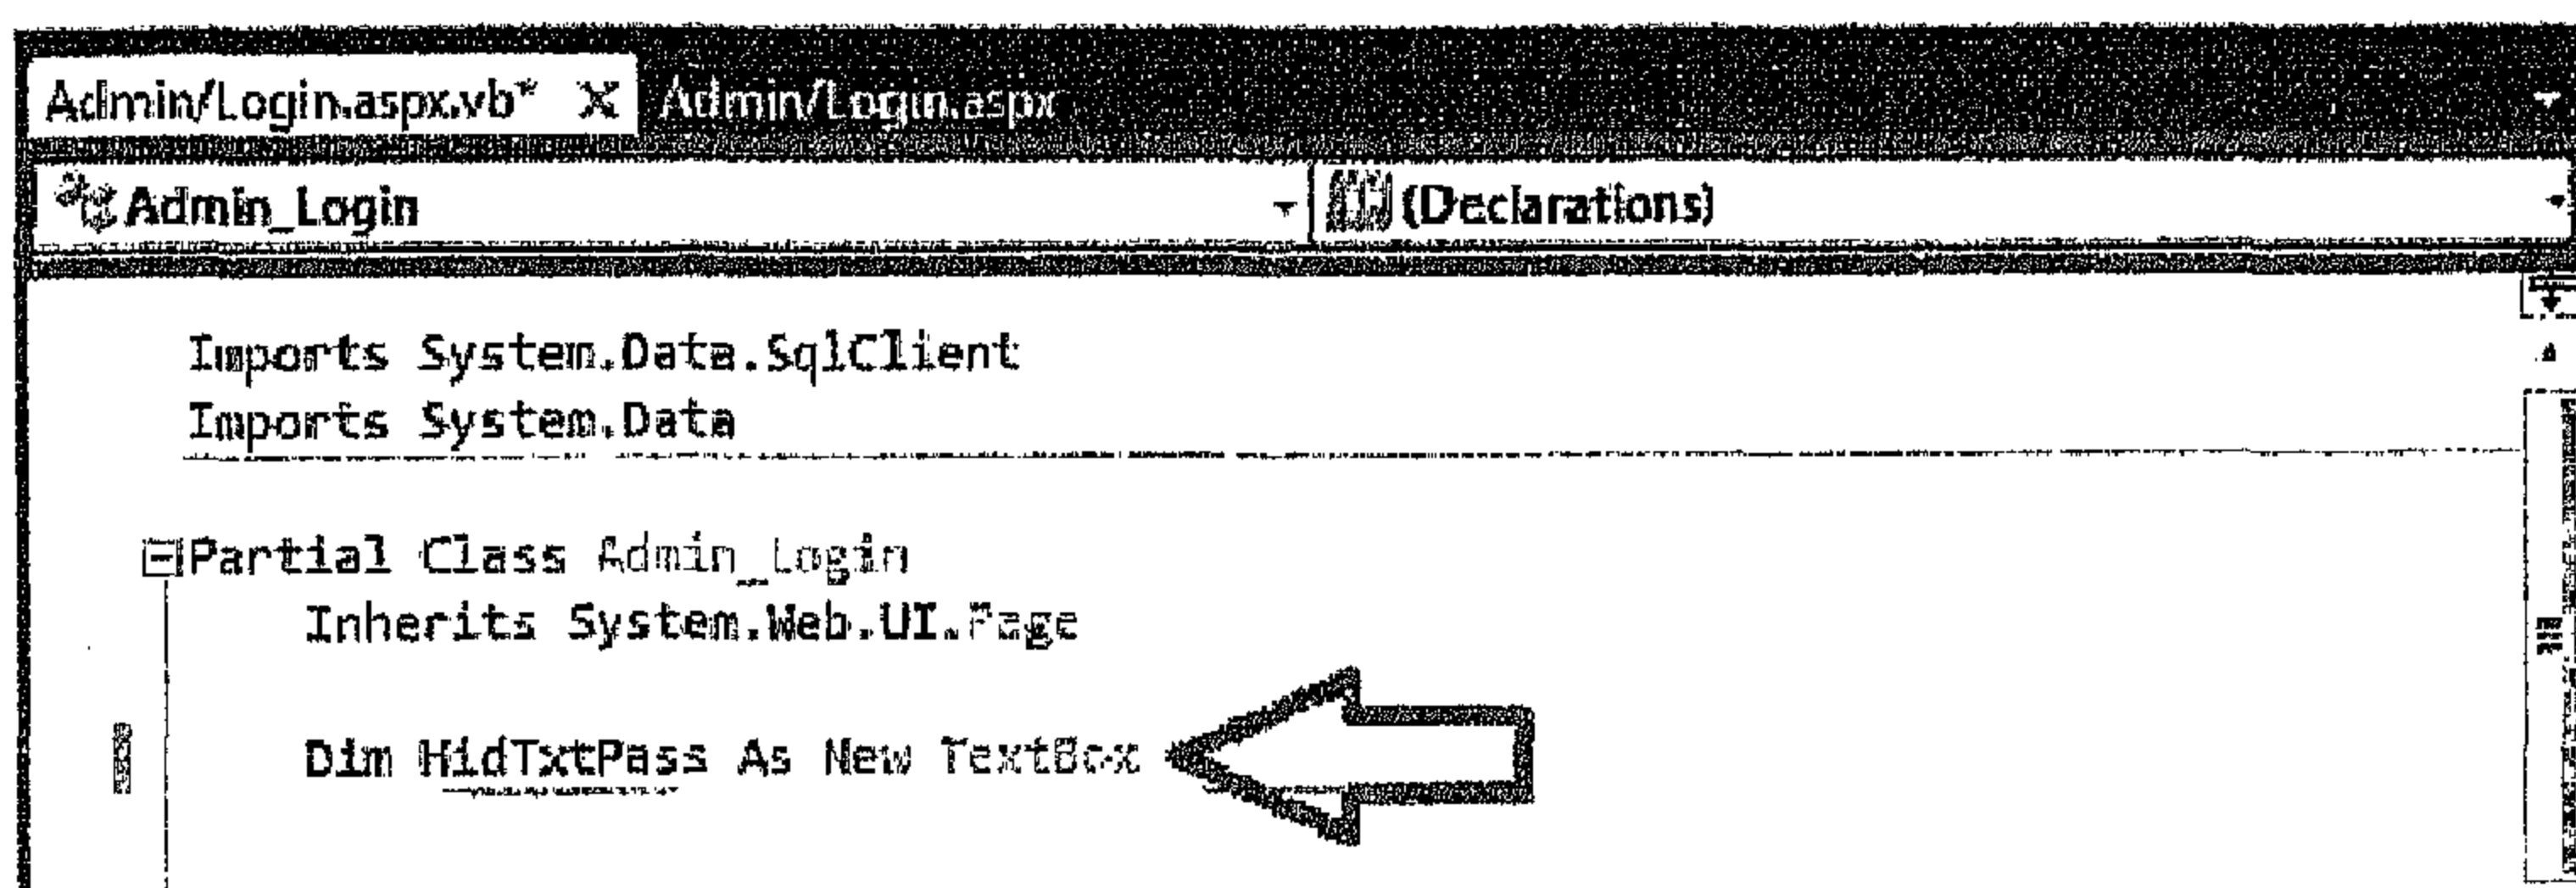 Admin/Login.aspx.vb* X Admin/Login.aspx
Admin_Login (Declarations)
Imports System.Data.SqlClient
Imports System.Data
Partial Class Admin_Login
Inherits System.Web.UI.Page
Dim HidTxtPass As New TextBox